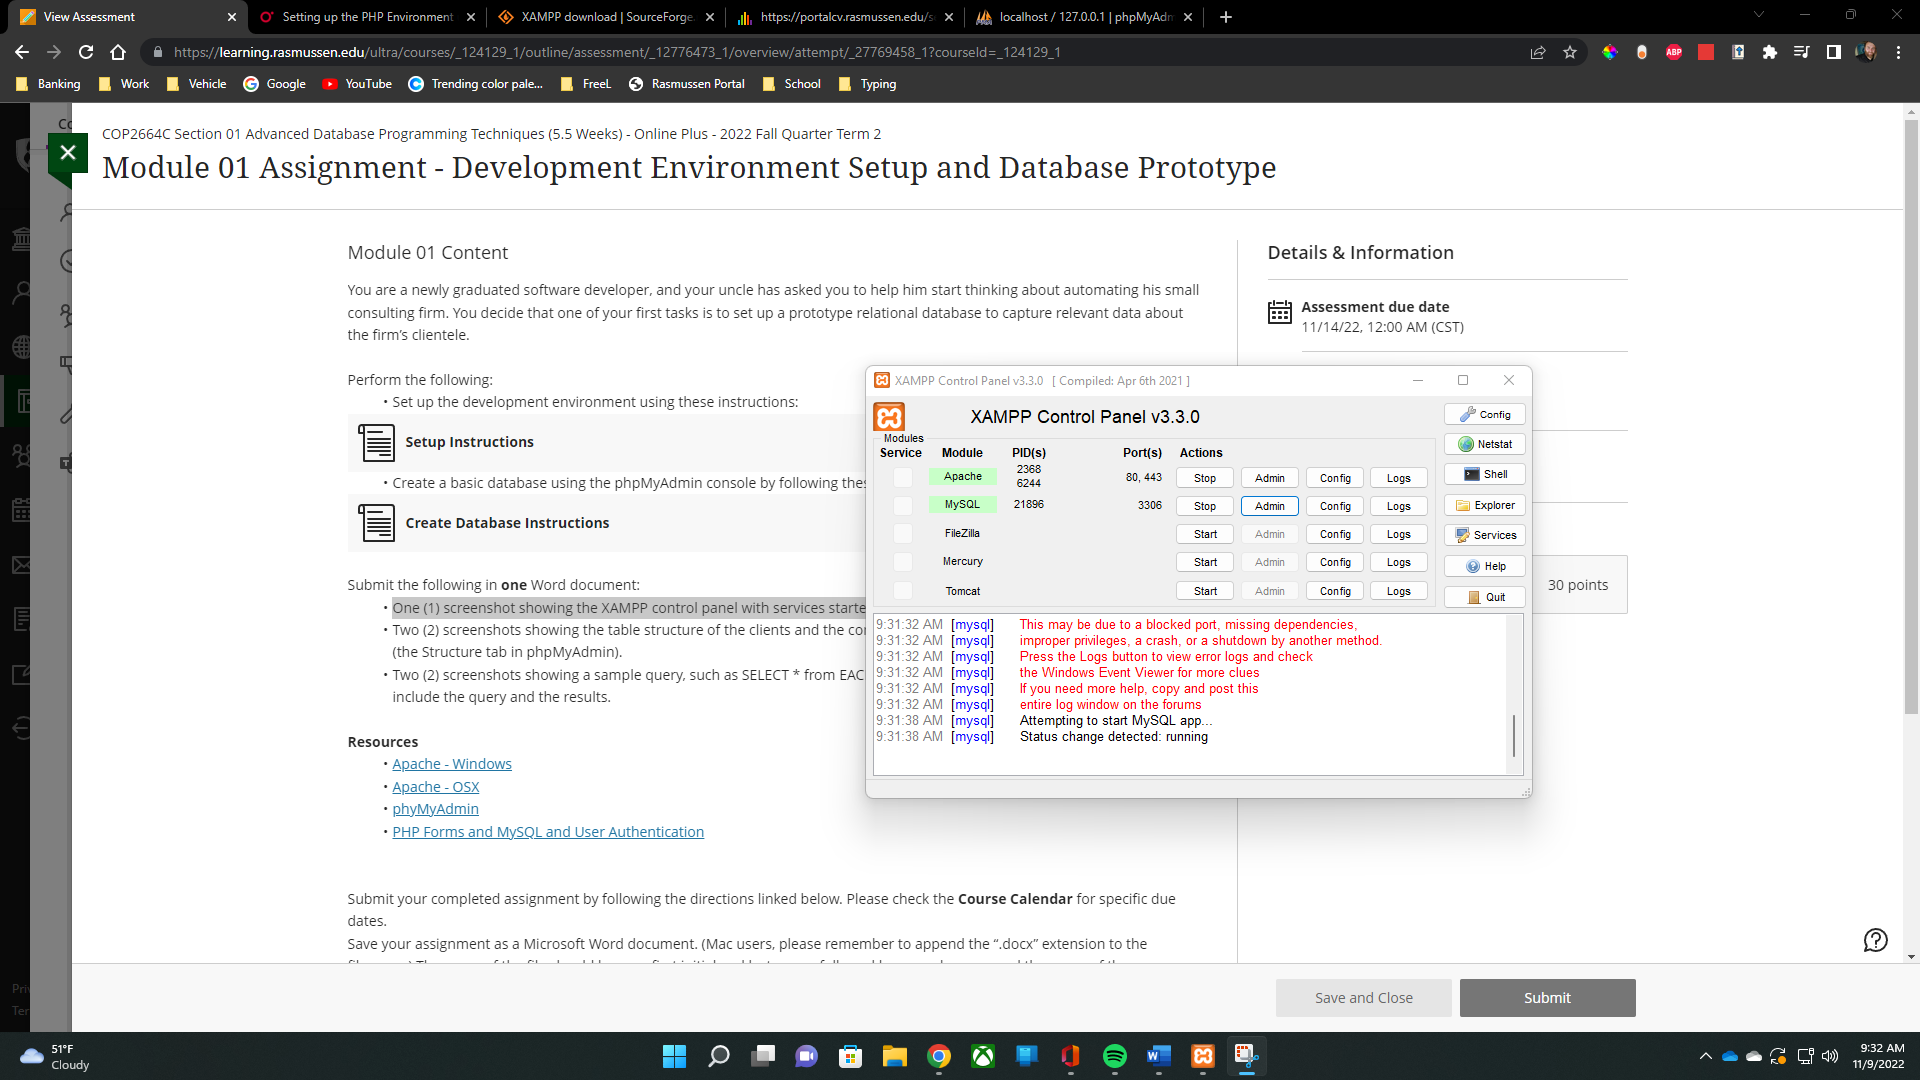 View Assessment
Setting up the PHP Environment
XAMPP download | SourceForge.
https://portalcv.rasmussen.edu/s
localhost / 127.0.0.1 | phpMyAdm
https://learning.rasmussen.edu/ultra/courses/_124129_1/outline/assessment/_12776473_1/overview/attempt/_27769458_1?courseId=_124129_1
ABP
Banking
Work
Vehicle
Google
YouTube
Trending color pale...
FreeL
Rasmussen Portal
School
Typing
COP2664C Section 01 Advanced Database Programming Techniques (5.5 Weeks) - Online Plus - 2022 Fall Quarter Term 2
Module 01 Assignment - Development Environment Setup and Database Prototype
Module 01 Content
You are a newly graduated software developer, and your uncle has asked you to help him start thinking about automating his small
consulting firm. You decide that one of your first tasks is to set up a prototype relational database to capture relevant data about
the firm's clientele.
Perform the following:
• Set up the development environment using these instructions:
Setup Instructions
• Create a basic database using the phpMyAdmin console by following thes
Create Database Instructions
Submit the following in one Word document:
• One (1) screenshot showing the XAMPP control panel with services starte
• Two (2) screenshots showing the table structure of the clients and the co
(the Structure tab in phpMyAdmin).
• Two (2) screenshots showing a sample query, such as SELECT * from EAC
include the query and the results.
Resources
• Apache - Windows
• Apache - OSX
• phyMyAdmin
• PHP Forms and MySQL and User Authentication
Submit your completed assignment by following the directions linked below. Please check the Course Calendar for specific due
dates.
Save your assignment as a Microsoft Word document. (Mac users, please remember to append the ".docx" extension to the
Details & Information
Assessment due date
11/14/22, 12:00 AM (CST)
30 points
XAMPP Control Panel v3.3.0 [ Compiled: Apr 6th 2021 ]
XAMPP Control Panel v3.3.0
Modules
Service Module PID(s) Port(s) Actions
Apache 2368 6244 80, 443 Stop Admin Config Logs
MySQL 21896 3306 Stop Admin Config Logs
FileZilla Start Admin Config Logs
Mercury Start Admin Config Logs
Tomcat Start Admin Config Logs
Config
Netstat
Shell
Explorer
Services
Help
Quit
9:31:32 AM [mysql] This may be due to a blocked port, missing dependencies,
9:31:32 AM [mysql] improper privileges, a crash, or a shutdown by another method.
9:31:32 AM [mysql] Press the Logs button to view error logs and check
9:31:32 AM [mysql] the Windows Event Viewer for more clues
9:31:32 AM [mysql] If you need more help, copy and post this
9:31:32 AM [mysql] entire log window on the forums
9:31:38 AM [mysql] Attempting to start MySQL app...
9:31:38 AM [mysql] Status change detected: running
Save and Close
Submit
51°F
Cloudy
9:32 AM
11/9/2022